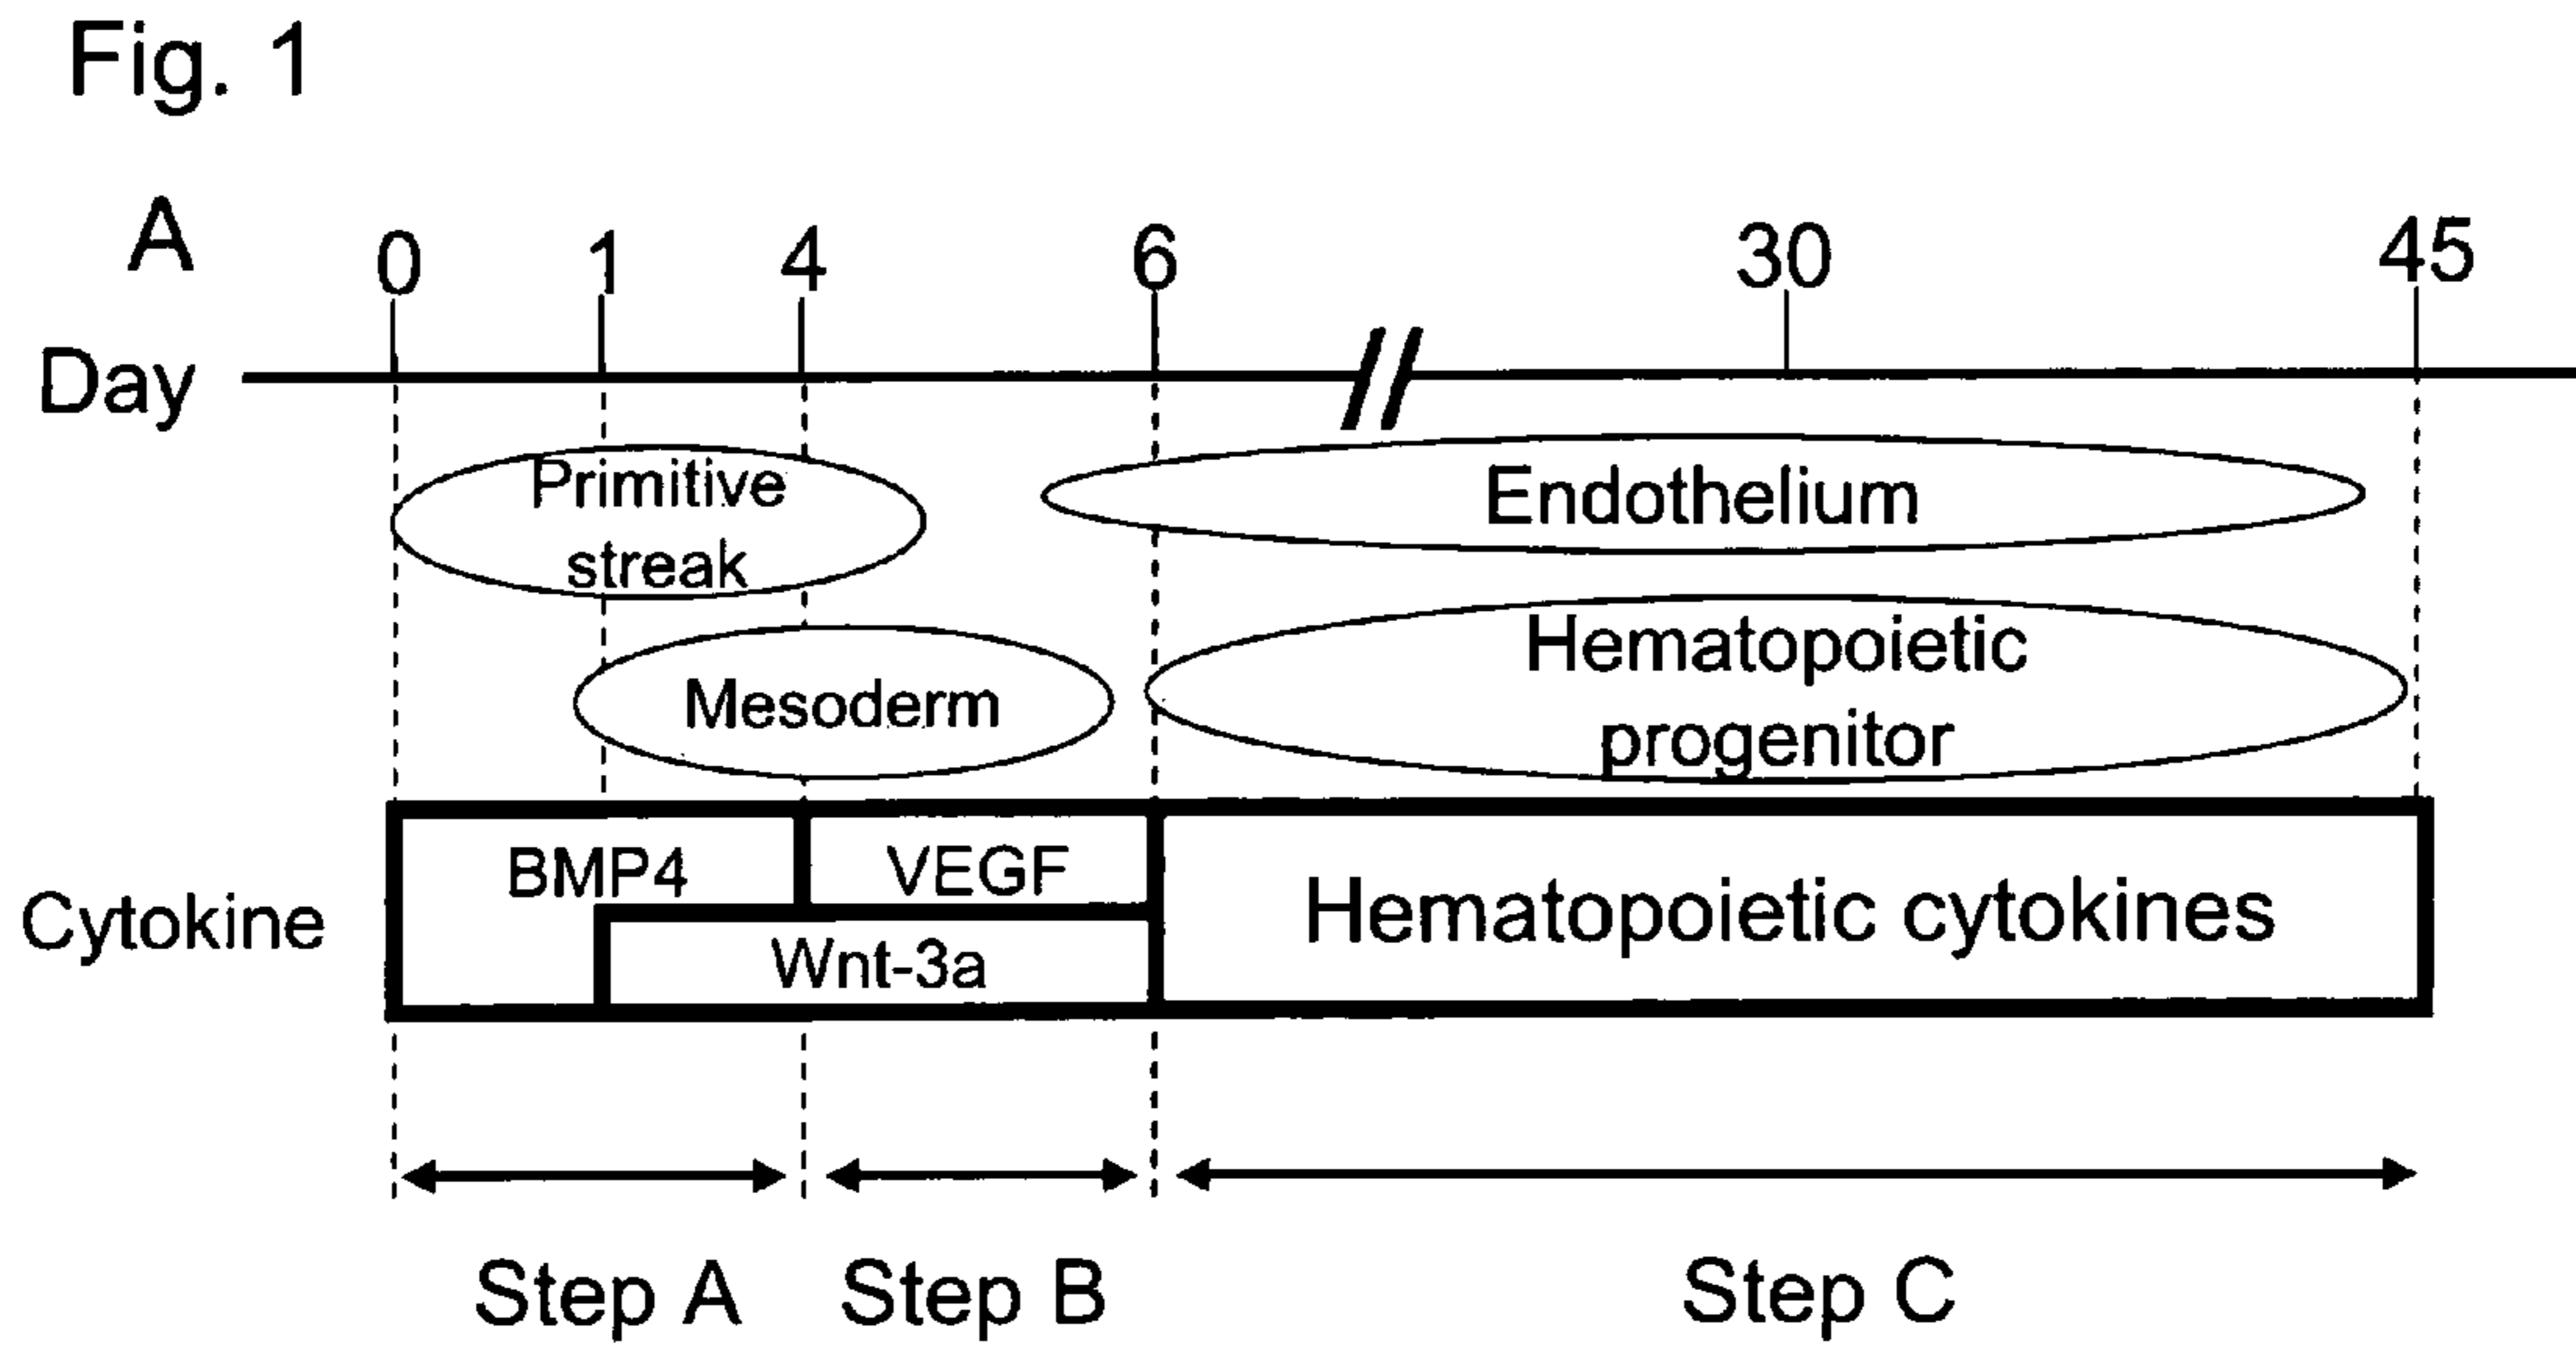 Fig. 1
A
0 1 4 6 30 45
Day
Primitive
streak
Endothelium
Mesoderm
Hematopoietic
progenitor
Cytokine
BMP4
VEGF
Wnt-3a
Hematopoietic cytokines
Step A
Step B
Step C